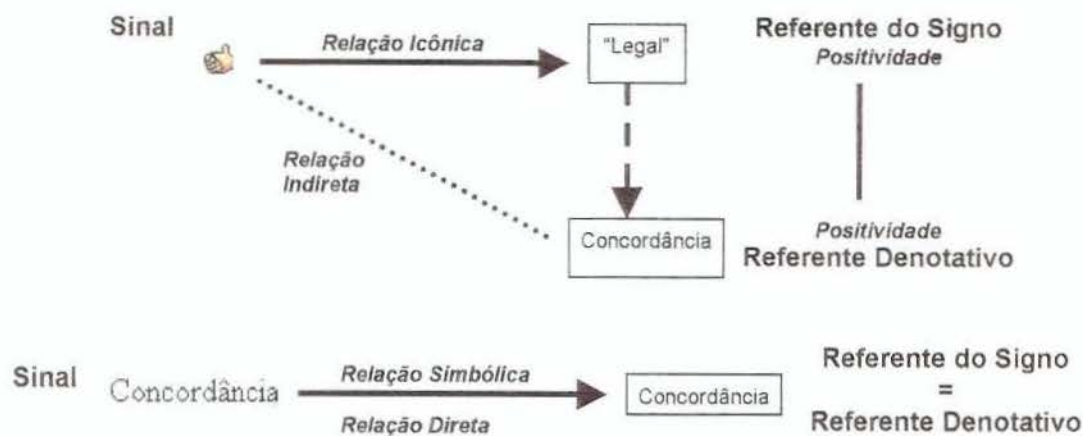 Sinal
Relação Icônica
"Legal"
Referente do Signo
Positividade
Relação
Indireta
Concordância
Positividade
Referente Denotativo
Sinal
Concordância
Relação Simbólica
Relação Direta
Concordância
Referente do Signo
=
Referente Denotativo